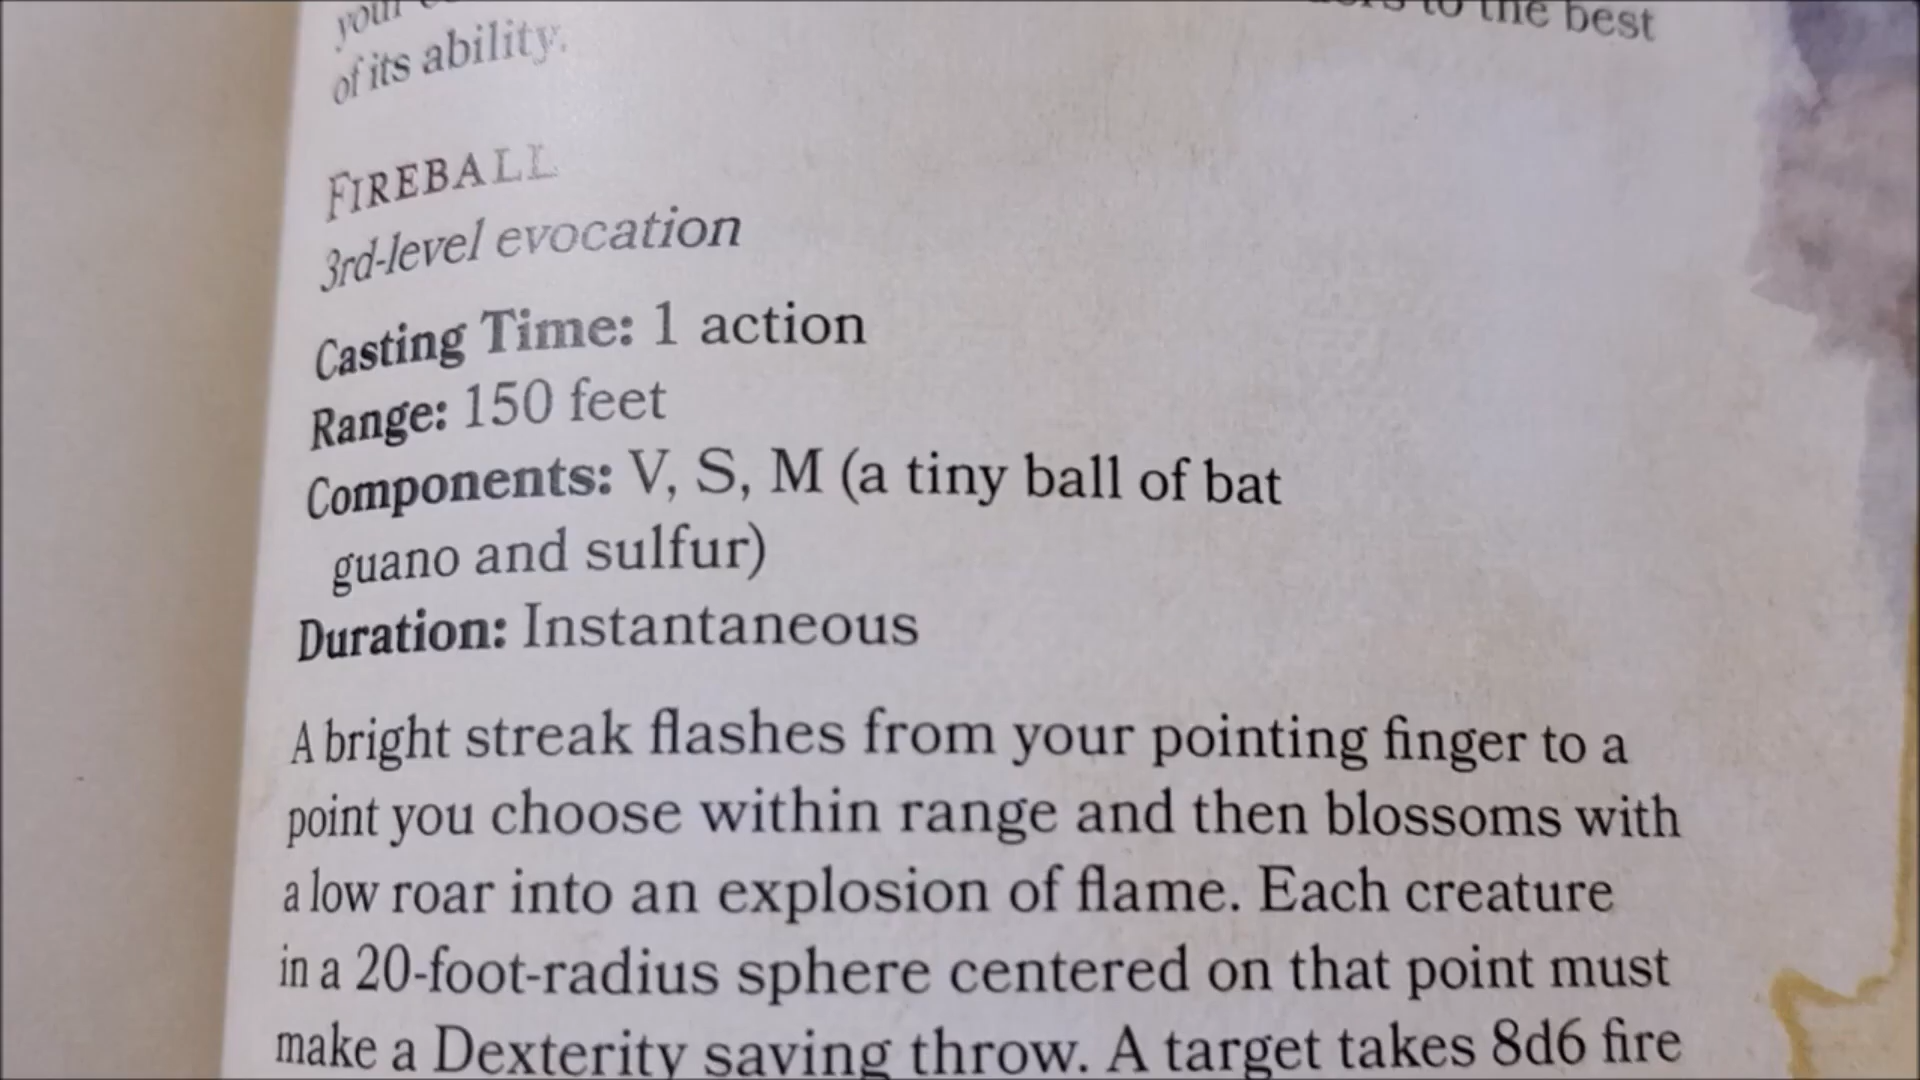 your
to the best
of its ability.
FIREBALL
3rd-level evocation
Casting Time: 1 action
Range: 150 feet
Components: V, S, M (a tiny ball of bat
guano and sulfur)
Duration: Instantaneous
A bright streak flashes from your pointing finger to a
point you choose within range and then blossoms with
a low roar into an explosion of flame. Each creature
in a 20-foot-radius sphere centered on that point must
make a Dexterity saving throw. A target takes 8d6 fire